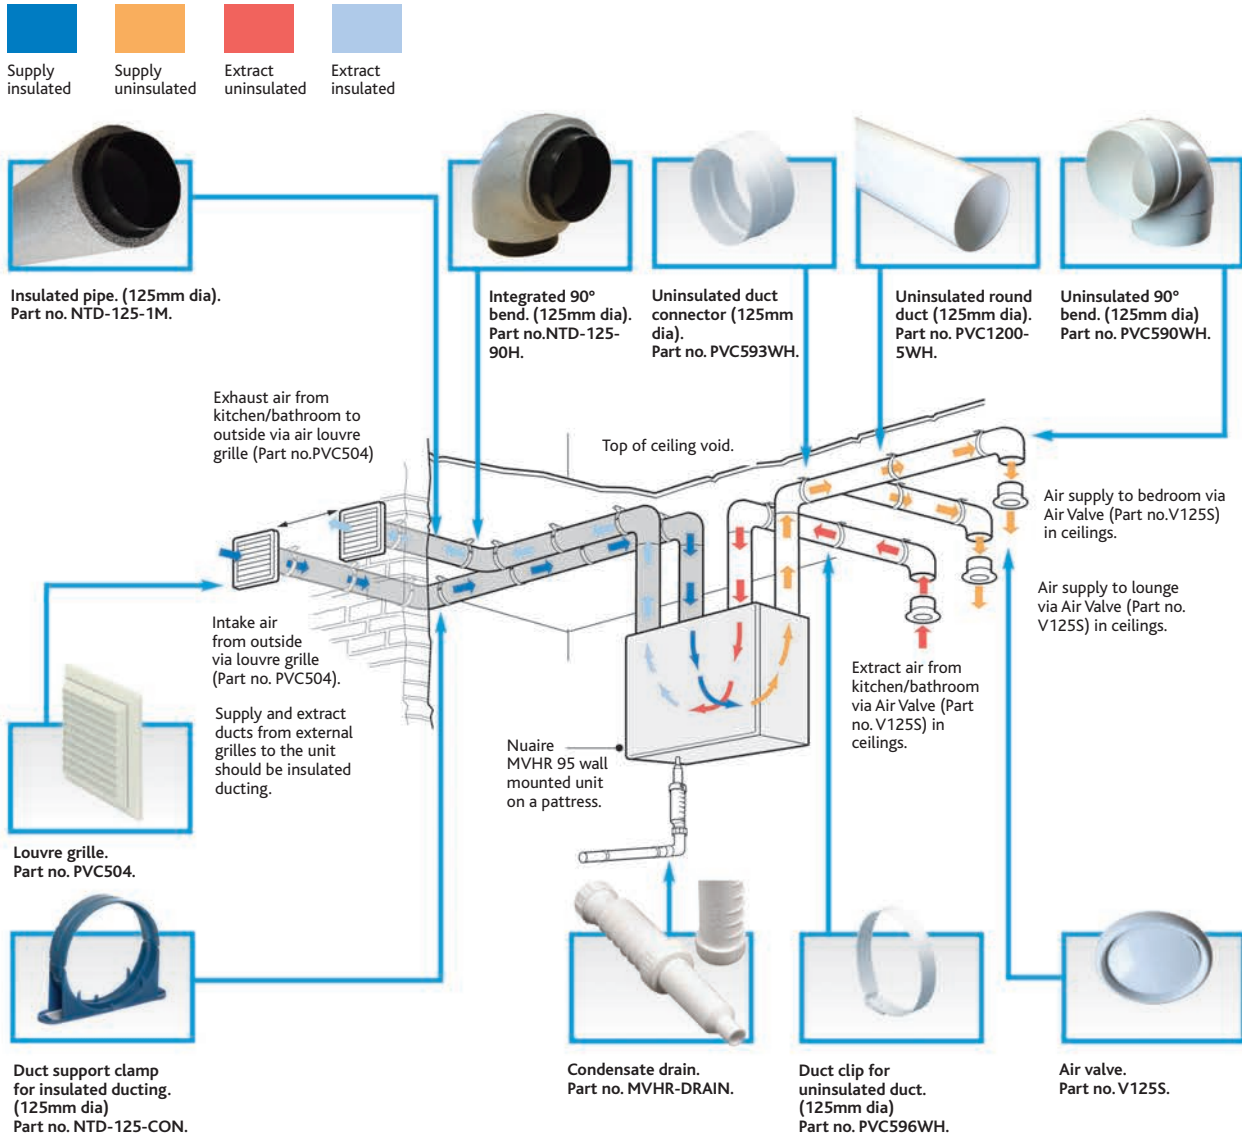 Supply
insulated
Supply
uninsulated
Extract
uninsulated
Extract
insulated
Insulated pipe. (125mm dia).
Part no. NTD-125-1M.
Integrated 90°
bend. (125mm dia).
Part no.NTD-125-
90H.
Uninsulated duct
connector (125mm
dia).
Part no. PVC593WH.
Uninsulated round
duct (125mm dia).
Part no. PVC1200-
5WH.
Uninsulated 90°
bend. (125mm dia)
Part no. PVC590WH.
Exhaust air from
kitchen/bathroom to
outside via air louvre
grille (Part no.PVC504)
Top of ceiling void.
Air supply to bedroom via
Air Valve (Part no.V125S)
in ceilings.
Air supply to lounge
via Air Valve (Part no.
V125S) in ceilings.
Intake air
from outside
via louvre grille
(Part no. PVC504).
Supply and extract
ducts from external
grilles to the unit
should be insulated
ducting.
Extract air from
kitchen/bathroom
via Air Valve (Part
no. V125S) in
ceilings.
Nuaire
MVHR 95 wall
mounted unit
on a pattress.
Louvre grille.
Part no. PVC504.
Duct support clamp
for insulated ducting.
(125mm dia)
Part no. NTD-125-CON.
Condensate drain.
Part no. MVHR-DRAIN.
Duct clip for
uninsulated duct.
(125mm dia)
Part no. PVC596WH.
Air valve.
Part no. V125S.